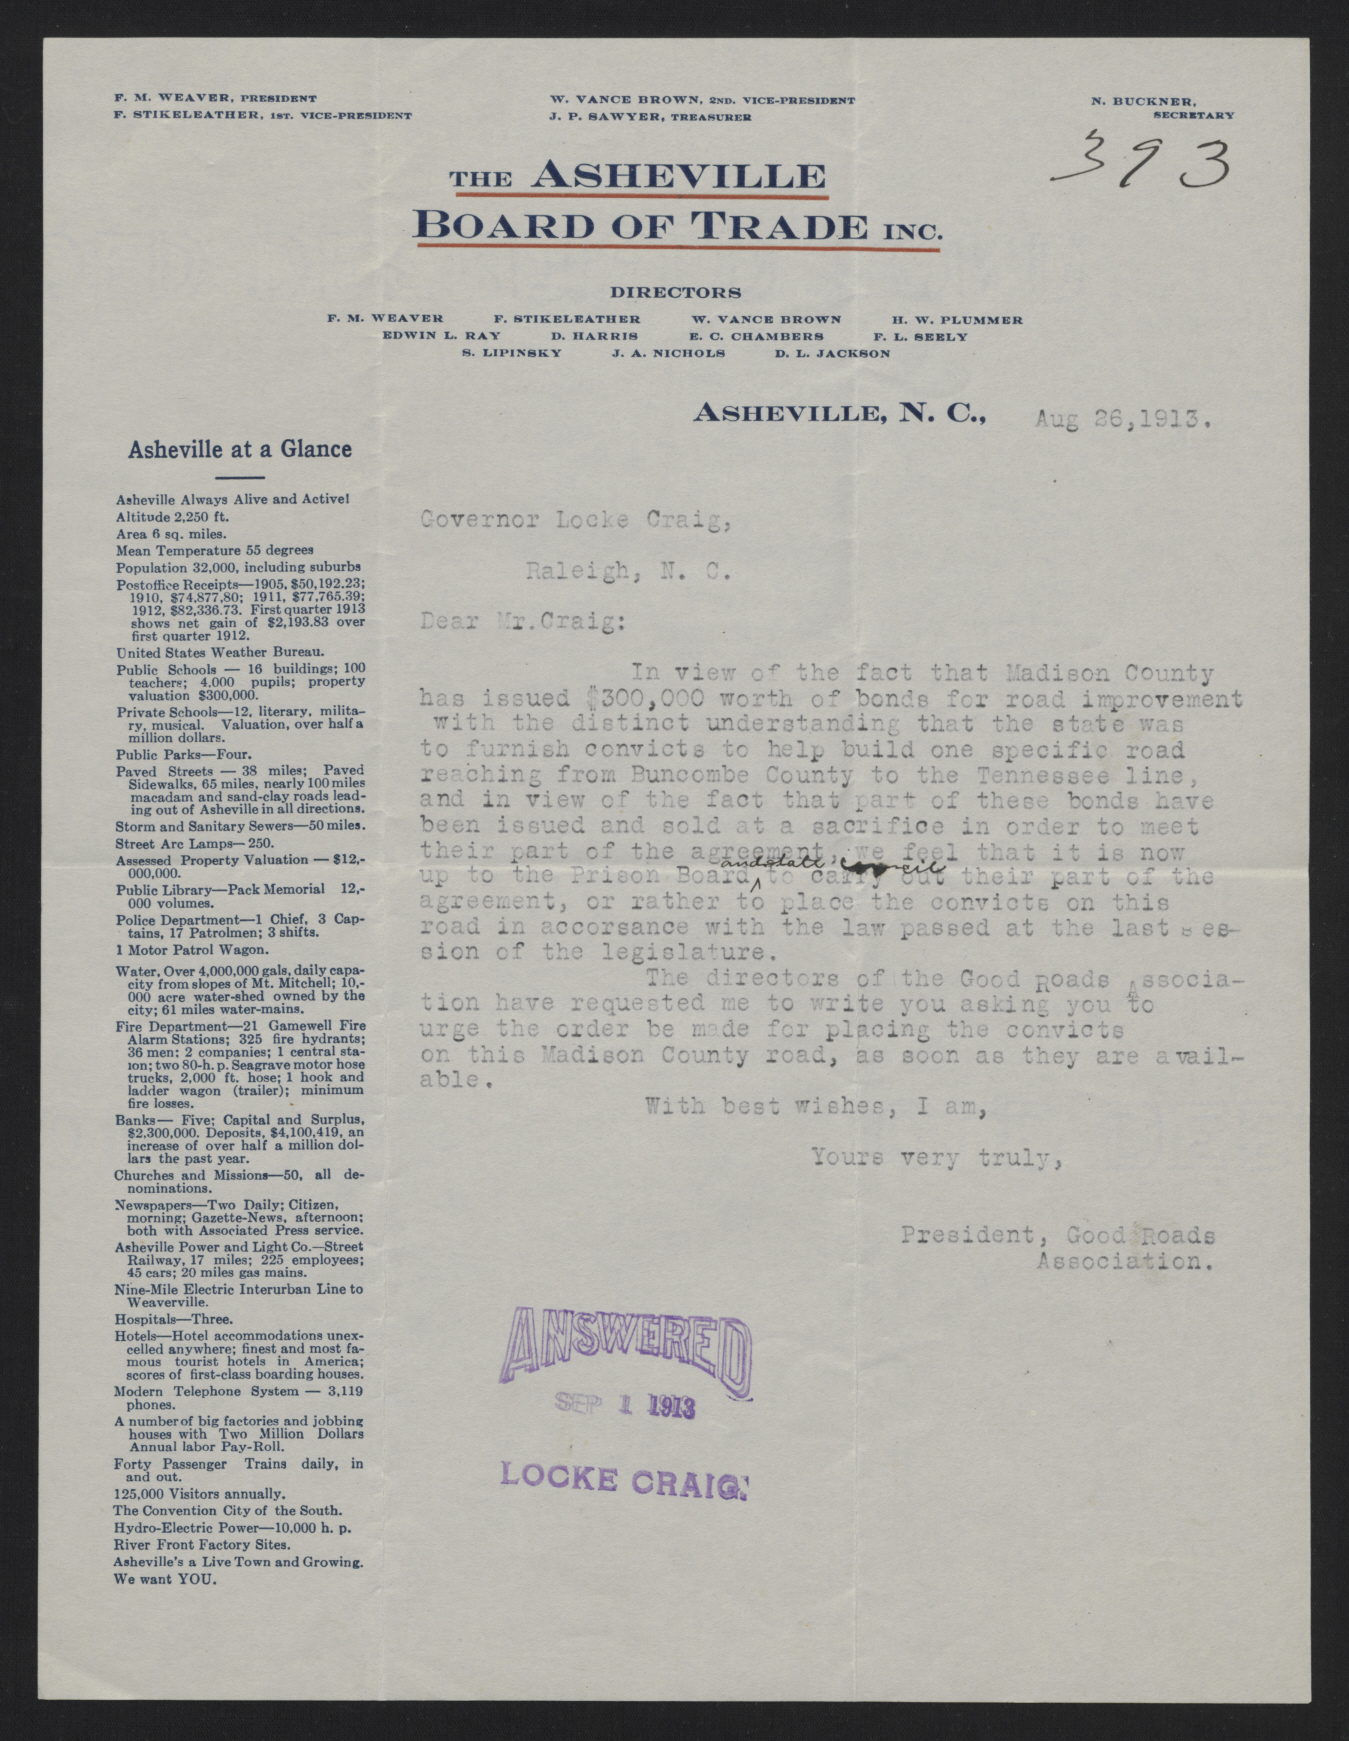 F. M. WEAVER, PRESIDENT
F. STIKELEATHER, 1ST. VICE-PRESIDENT
W. VANCE BROWN, 2ND. VICE-PRESIDENT
J. P. SAWYER, TREASURER
N. BUCKNER,
SECRETARY
393
THE ASHEVILLE
BOARD OF TRADE INC.
DIRECTORS
F. M. WEAVER F. STIKELEATHER W. VANCE BROWN H. W. PLUMMER
EDWIN L. RAY D. HARRIS E. C. CHAMBERS F. L. SEELY
S. LIPINSKY J. A. NICHOLS D. L. JACKSON
ASHEVILLE, N. C., Aug 26,1913.
Asheville at a Glance
Asheville Always Alive and Active!
Altitude 2,250 ft.
Area 6 sq. miles.
Mean Temperature 55 degrees
Population 32,000, including suburbs
Postoffice Receipts—1905, $50,192.23;
1910, $74,877,80; 1911, $77,765.39;
1912, $82,336.73. First quarter 1913
shows net gain of $2,193.83 over
first quarter 1912.
United States Weather Bureau.
Public Schools — 16 buildings; 100
teachers; 4,000 pupils; property
valuation $300,000.
Private Schools—12, literary, milita-
ry, musical. Valuation, over half a
million dollars.
Public Parks—Four.
Paved Streets — 38 miles; Paved
Sidewalks, 65 miles, nearly 100 miles
macadam and sand-clay roads lead-
ing out of Asheville in all directions.
Storm and Sanitary Sewers—50 miles.
Street Arc Lamps—250.
Assessed Property Valuation — $12,-
000,000.
Public Library—Pack Memorial 12,-
000 volumes.
Police Department—1 Chief, 3 Cap-
tains, 17 Patrolmen; 3 shifts.
1 Motor Patrol Wagon.
Water, Over 4,000,000 gals, daily capa-
city from slopes of Mt. Mitchell; 10,-
000 acre water-shed owned by the
city; 61 miles water-mains.
Fire Department—21 Gamewell Fire
Alarm Stations; 325 fire hydrants;
36 men; 2 companies; 1 central sta-
ion; two 80-h. p. Seagrave motor hose
trucks, 2,000 ft. hose; 1 hook and
ladder wagon (trailer); minimum
fire losses.
Banks— Five; Capital and Surplus,
$2,300,000. Deposits, $4,100,419, an
increase of over half a million dol-
lars the past year.
Churches and Missions—50, all de-
nominations.
Newspapers—Two Daily; Citizen,
morning; Gazette-News, afternoon;
both with Associated Press service.
Asheville Power and Light Co.—Street
Railway, 17 miles; 225 employees;
45 cars; 20 miles gas mains.
Nine-Mile Electric Interurban Line to
Weaverville.
Hospitals—Three.
Hotels—Hotel accommodations unex-
celled anywhere; finest and most fa-
mous tourist hotels in America;
scores of first-class boarding houses.
Modern Telephone System — 3,119
phones.
A number of big factories and jobbing
houses with Two Million Dollars
Annual labor Pay-Roll.
Forty Passenger Trains daily, in
and out.
125,000 Visitors annually.
The Convention City of the South.
Hydro-Electric Power—10,000 h. p.
River Front Factory Sites.
Asheville's a Live Town and Growing.
We want YOU.
Governor Locke Craig,
Raleigh, N. C.
Dear Mr.Craig:
In view of the fact that Madison County
has issued $300,000 worth of bonds for road improvement
with the distinct understanding that the state was
to furnish convicts to help build one specific road
reaching from Buncombe County to the Tennessee line,
and in view of the fact that part of these bonds have
been issued and sold at a sacrifice in order to meet
their part of the agreement, we feel that it is now
and state council
up to the Prison Board, to carry out their part of the
agreement, or rather to place the convicts on this
road in accorsance with the law passed at the last ses-
sion of the legislature.
The directors of the Good Roads Associa-
tion have requested me to write you asking you to
urge the order be made for placing the convicts
on this Madison County road, as soon as they are avail-
able.
With best wishes, I am,
Yours very truly,
President, Good Roads
Association.
ANSWERED
SEP 1 1913
LOCKE CRAIG.